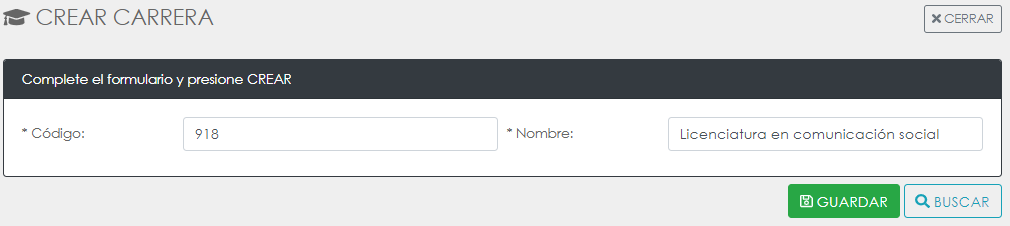 CREAR CARRERA
CERRAR
Complete el formulario y presione CREAR
* Código: 918 * Nombre: Licenciatura en comunicación social
GUARDAR BUSCAR